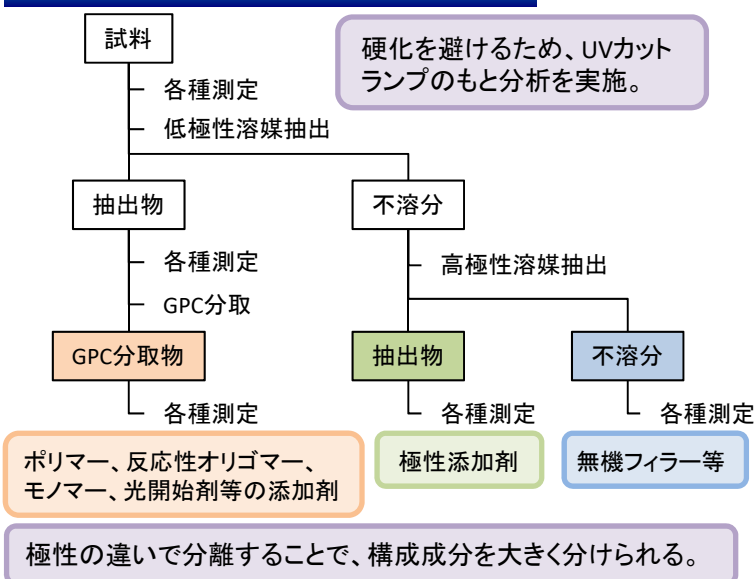 試料
硬化を避けるため、UVカット
ランプのもと分析を実施。
各種測定
低極性溶媒抽出
抽出物
不溶分
各種測定
高極性溶媒抽出
GPC分取
GPC分取物
抽出物
不溶分
各種測定
各種測定
各種測定
ポリマー、反応性オリゴマー、
モノマー、光開始剤等の添加剤
極性添加剤
無機フィラー等
極性の違いで分離することで、構成成分を大きく分けられる。